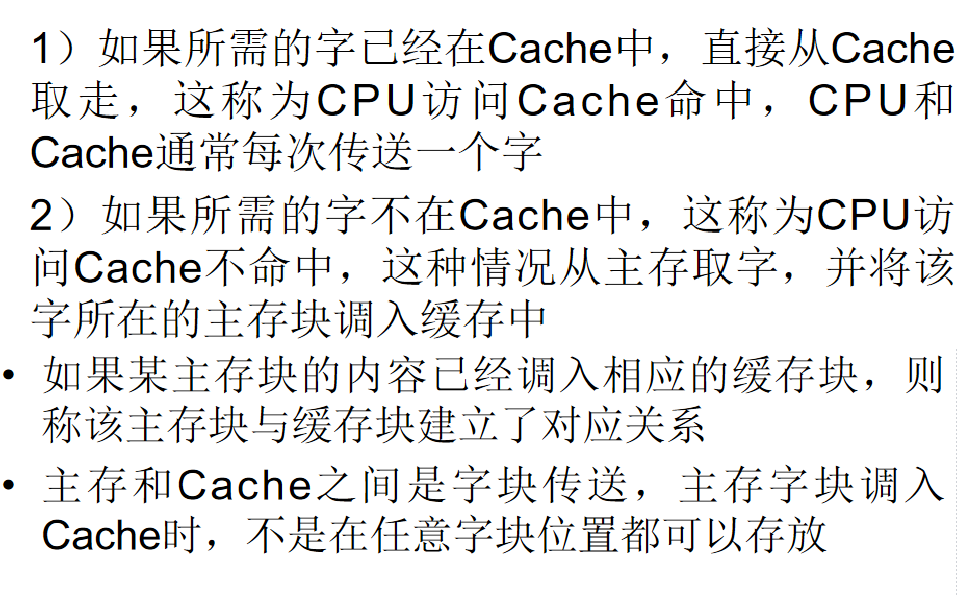 1）如果所需的字已经在Cache中，直接从Cache
取走，这称为CPU访问Cache命中，CPU和
Cache通常每次传送一个字
2）如果所需的字不在Cache中，这称为CPU访
问Cache不命中，这种情况从主存取字，并将该
字所在的主存块调入缓存中
• 如果某主存块的内容已经调入相应的缓存块，则
称该主存块与缓存块建立了对应关系
• 主存和Cache之间是字块传送，主存字块调入
Cache时，不是在任意字块位置都可以存放